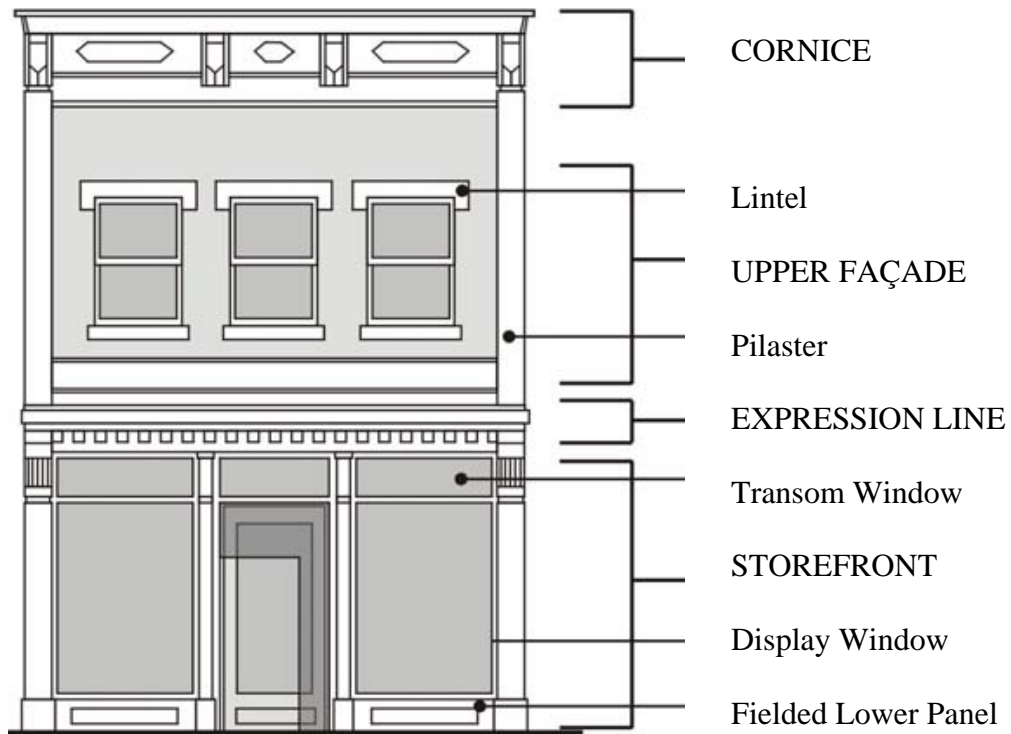 CORNICE
Lintel
UPPER FAÇADE
Pilaster
EXPRESSION LINE
Transom Window
STOREFRONT
Display Window
Fielded Lower Panel